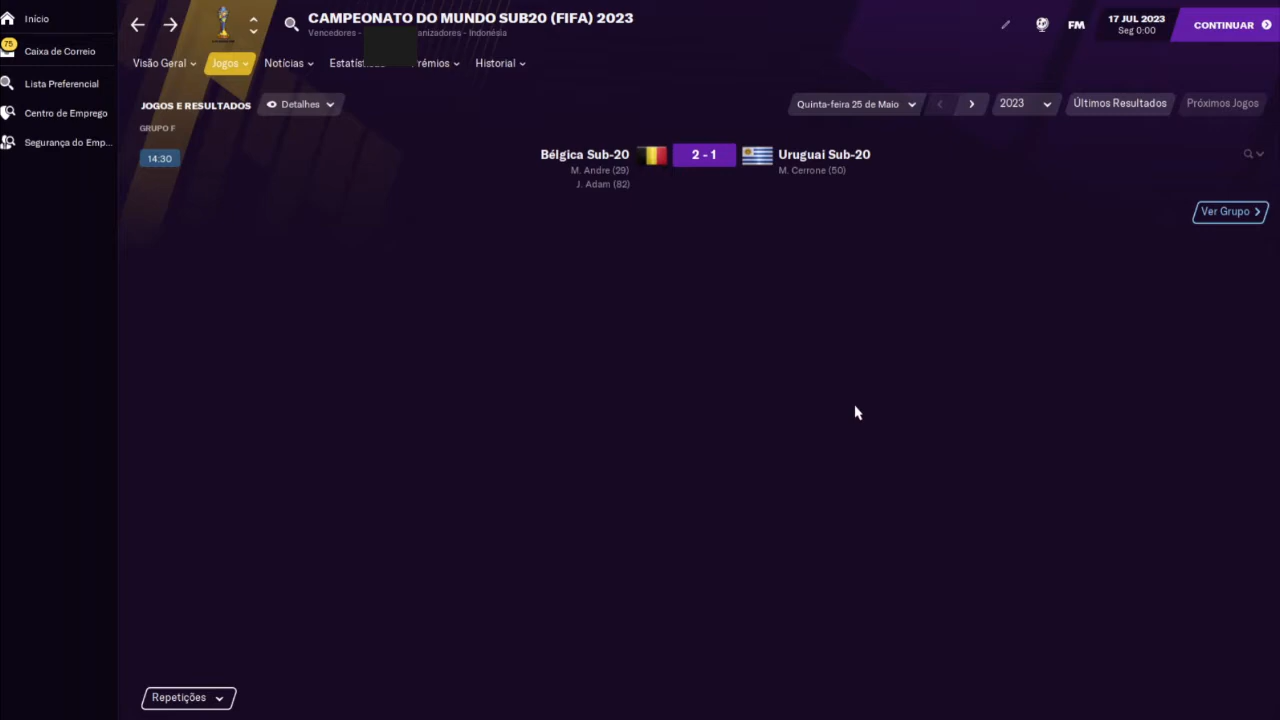 Início
75
Caixa de Correio
Lista Preferencial
Centro de Emprego
Segurança do Emp...
CAMPEONATO DO MUNDO SUB20 (FIFA) 2023
Vencedores - - Indonésia
FM
17 JUL 2023
Seg 0:00
CONTINUAR
Visão Geral
Jogos
Notícias
Historial
JOGOS E RESULTADOS
Detalhes
Quinta-feira 25 de Maio
2023
Últimos Resultados
Próximos Jogos
GRUPO F
14:30
Bélgica Sub-20
2 - 1
Uruguai Sub-20
M. Andre (29)
M. Cerrone (50)
J. Adam (82)
Ver Grupo
Repetições